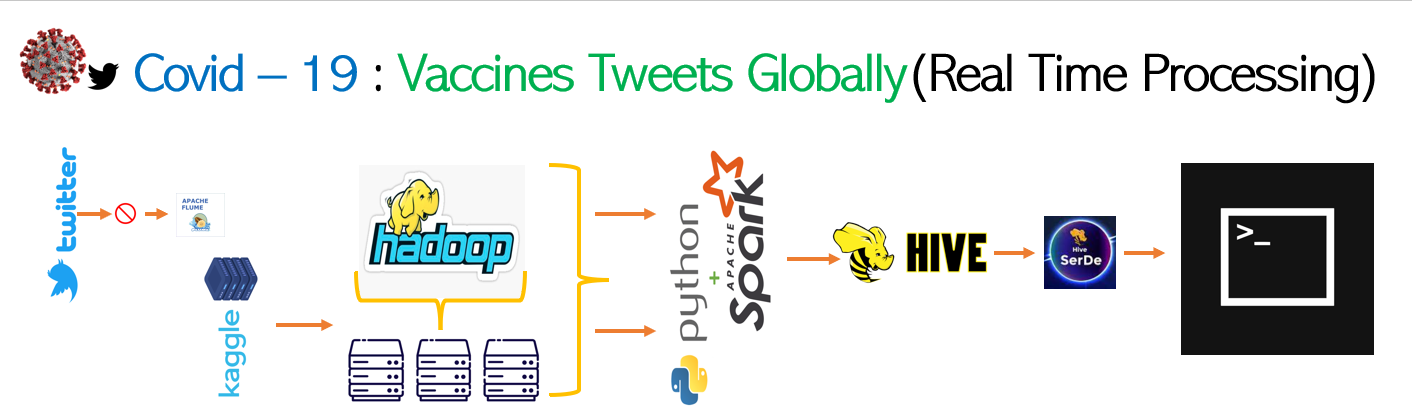 Covid – 19 : Vaccines Tweets Globally(Real Time Processing)
twitter
APACHE
FLUME
kaggle
hadoop
python
+
APACHE
Spark
HIVE
Hive
SerDe
>_